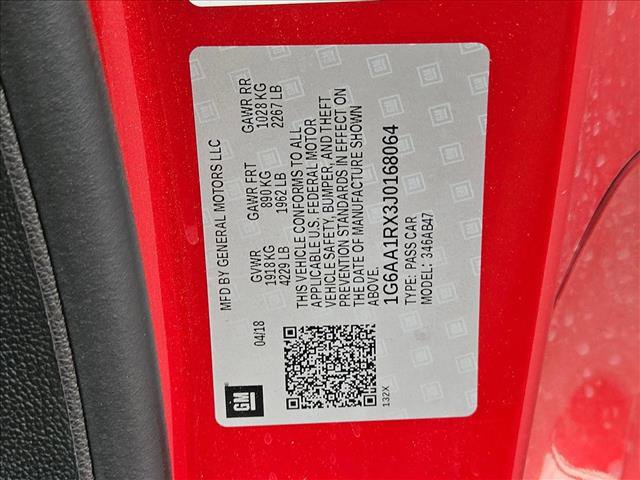 MFD BY GENERAL MOTORS LLC
04/18
GVWR GAWR FRT GAWR RR
1918 KG 890 KG 1028 KG
4229 LB 1962 LB 2267 LB
THIS VEHICLE CONFORMS TO ALL
APPLICABLE U.S. FEDERAL MOTOR
VEHICLE SAFETY, BUMPER, AND THEFT
PREVENTION STANDARDS IN EFFECT ON
THE DATE OF MANUFACTURE SHOWN
ABOVE.
1G6AA1RX3J0168064
TYPE: PASS CAR
MODEL: 346AB47
GM
132X